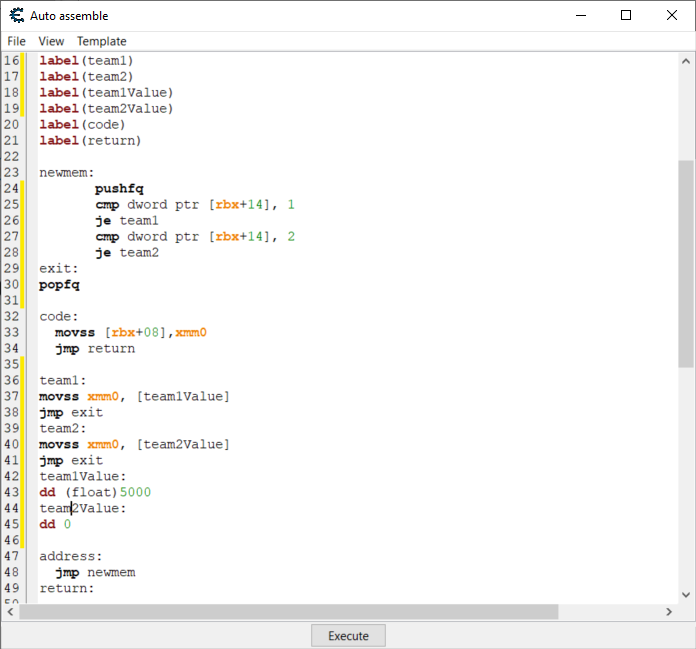 Auto assemble
File View Template
16 label(team1)
17 label(team2)
18 label(team1Value)
19 label(team2Value)
20 label(code)
21 label(return)
22
23 newmem:
24 pushfq
25 cmp dword ptr [rbx+14], 1
26 je team1
27 cmp dword ptr [rbx+14], 2
28 je team2
29 exit:
30 popfq
31
32 code:
33 movss [rbx+08],xmm0
34 jmp return
35
36 team1:
37 movss xmm0, [team1Value]
38 jmp exit
39 team2:
40 movss xmm0, [team2Value]
41 jmp exit
42 team1Value:
43 dd (float)5000
44 team2Value:
45 dd 0
46
47 address:
48 jmp newmem
49 return:
50
Execute